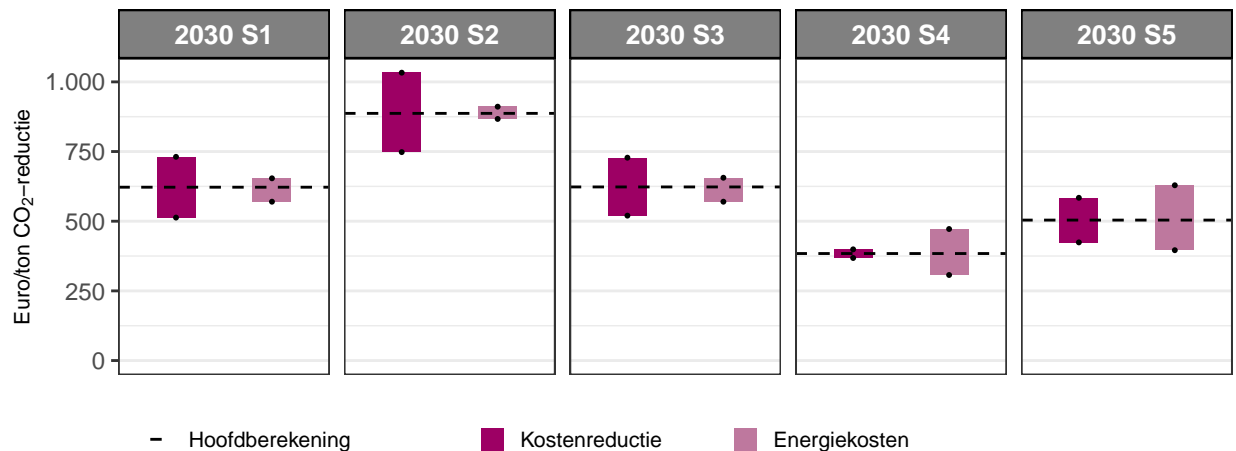 2030 S1
2030 S2
2030 S3
2030 S4
2030 S5
Euro/ton CO₂−reductie
1.000
750
500
250
0
Hoofdberekening
Kostenreductie
Energiekosten